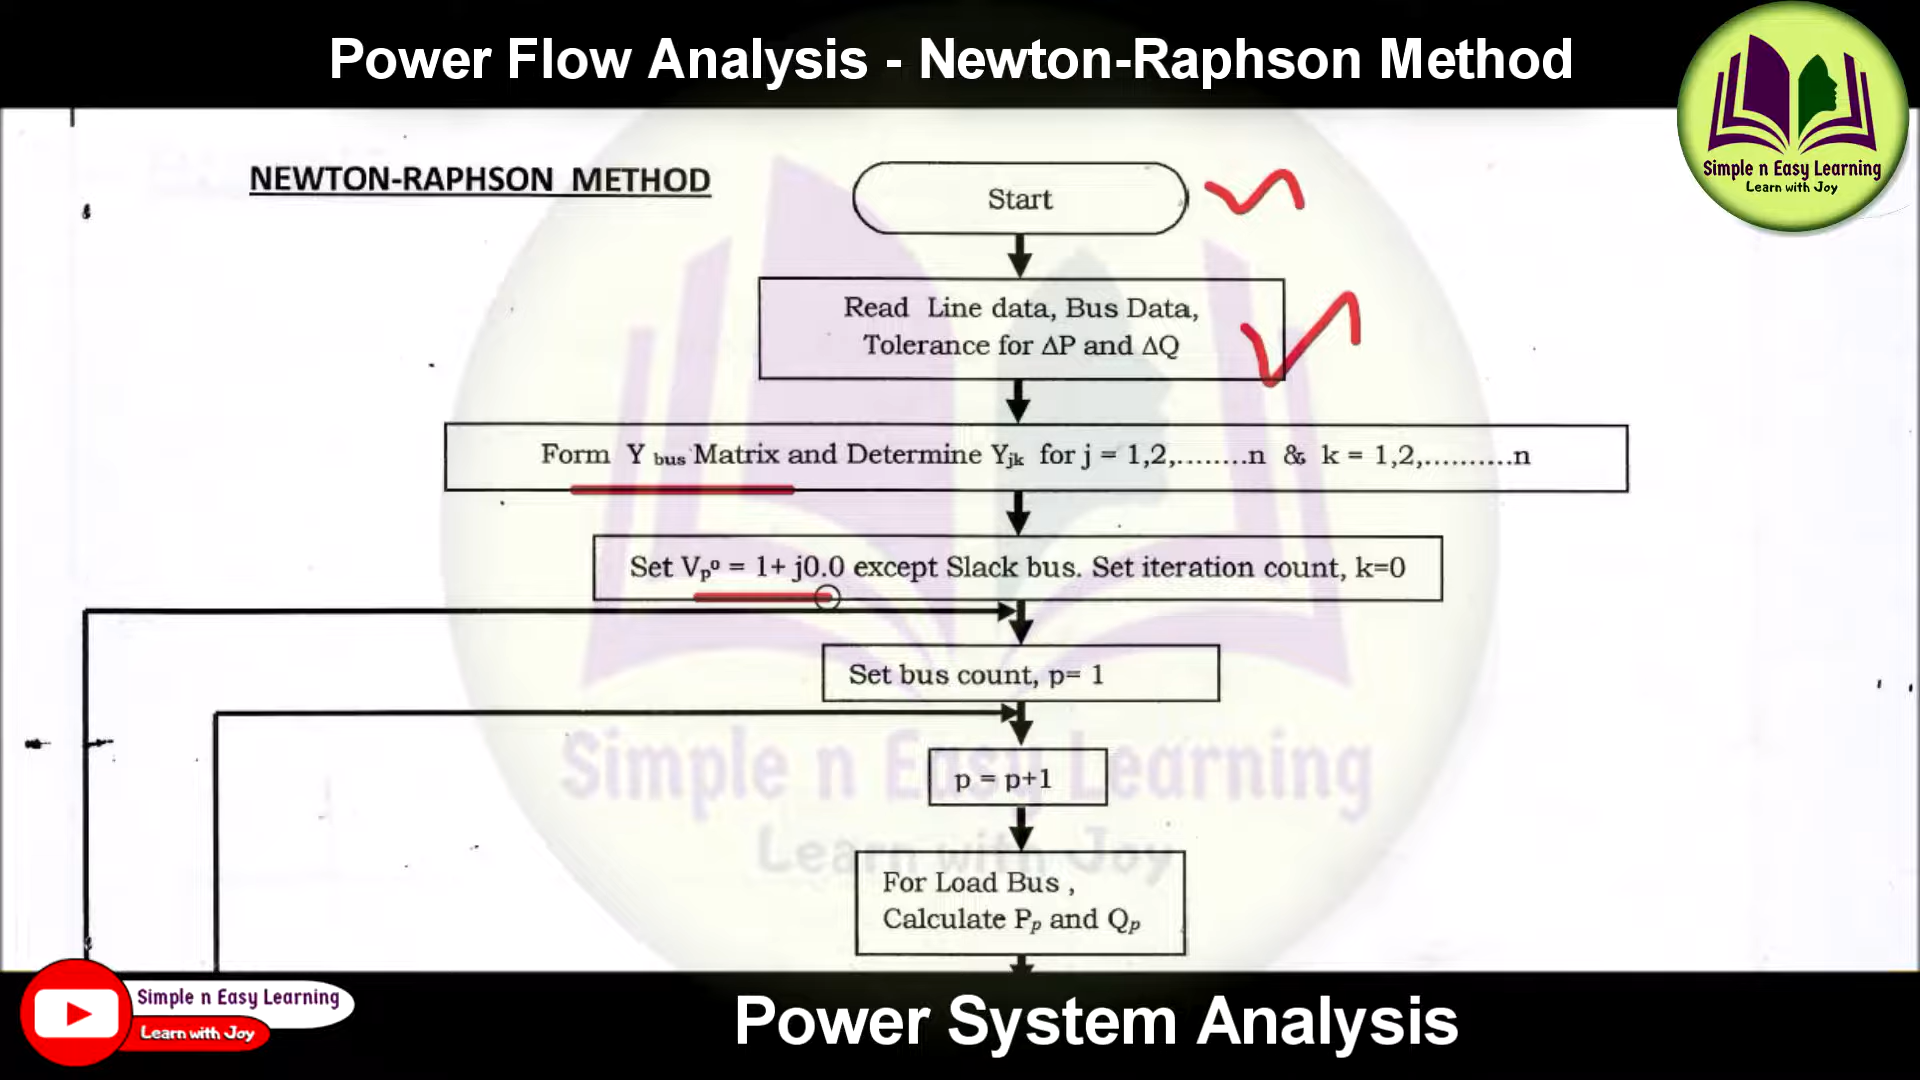 Power Flow Analysis - Newton-Raphson Method
Simple n Easy Learning
Learn with Joy
NEWTON-RAPHSON METHOD
Start
Read Line data, Bus Data,
Tolerance for ΔP and ΔQ
Form Y bus Matrix and Determine Yjk for j = 1,2,........n & k = 1,2,..........n
Set Vp⁰ = 1+ j0.0 except Slack bus. Set iteration count, k=0
Set bus count, p= 1
p = p+1
Simple n Easy Learning
Learn with Joy
For Load Bus ,
Calculate Pp and Qp
Simple n Easy Learning
Learn with Joy
Power System Analysis